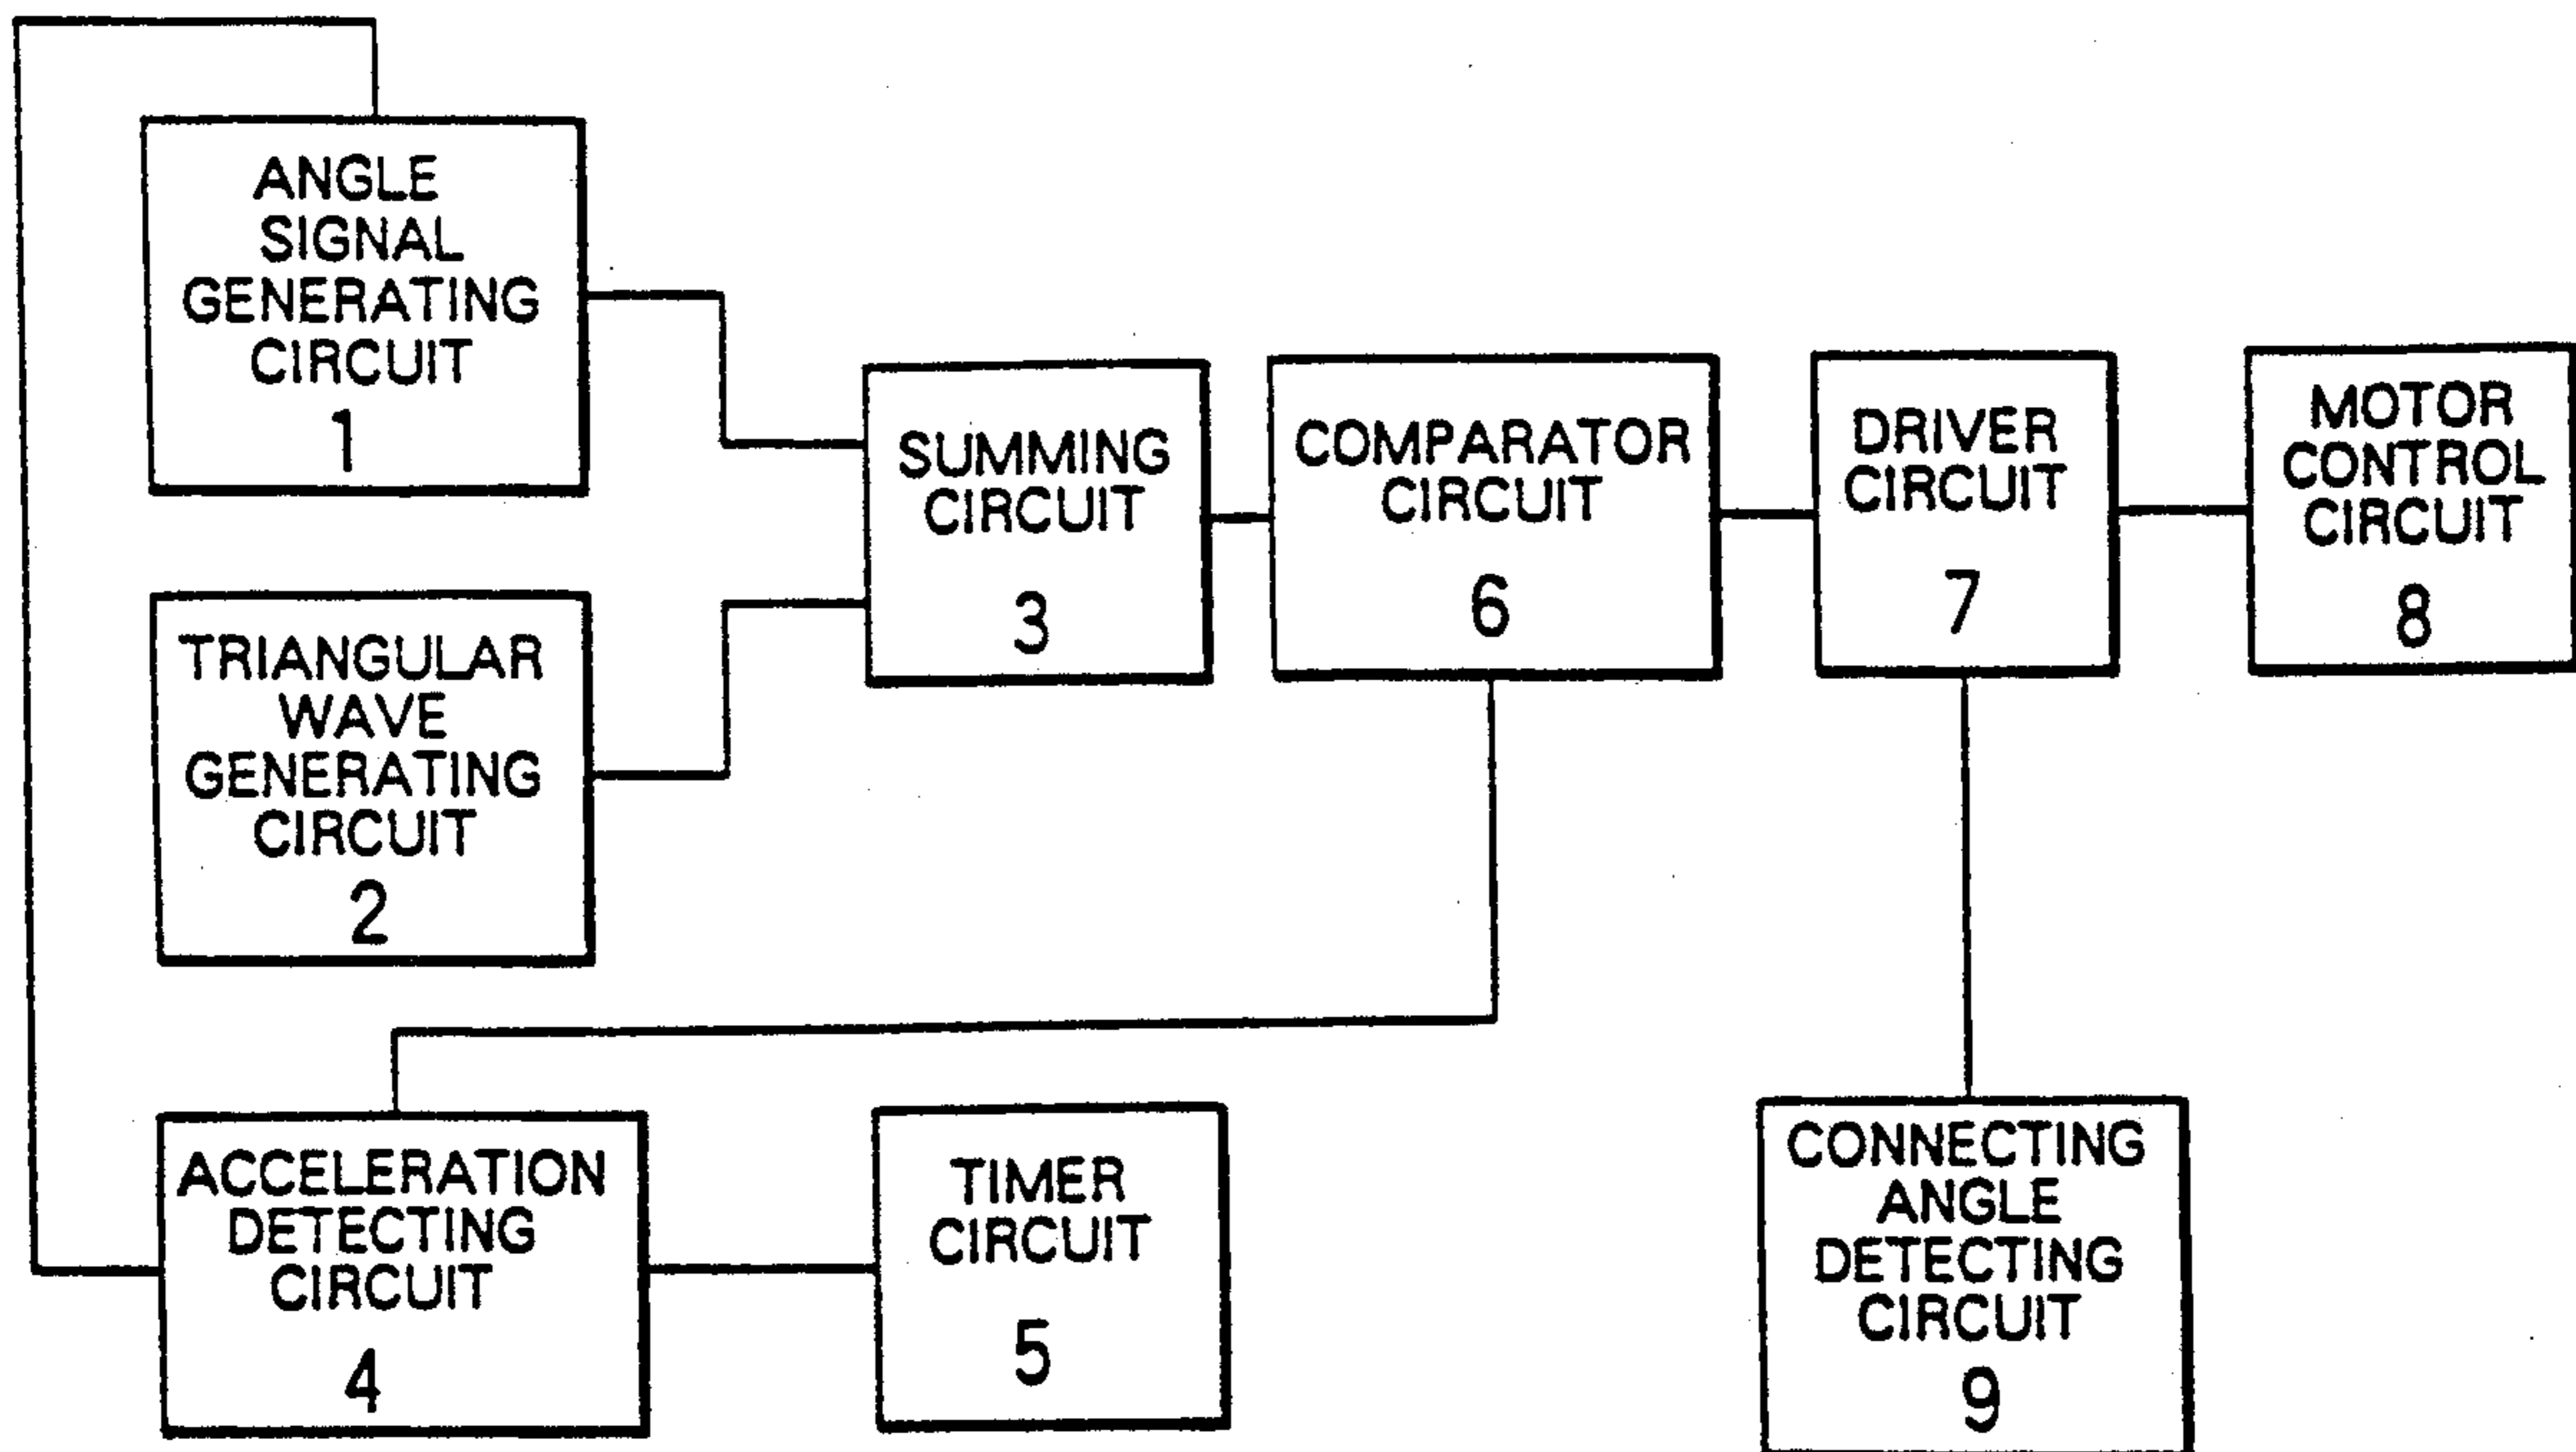 ANGLE
SIGNAL
GENERATING
CIRCUIT
1
TRIANGULAR
WAVE
GENERATING
CIRCUIT
2
SUMMING
CIRCUIT
3
COMPARATOR
CIRCUIT
6
DRIVER
CIRCUIT
7
MOTOR
CONTROL
CIRCUIT
8
ACCELERATION
DETECTING
CIRCUIT
4
TIMER
CIRCUIT
5
CONNECTING
ANGLE
DETECTING
CIRCUIT
9